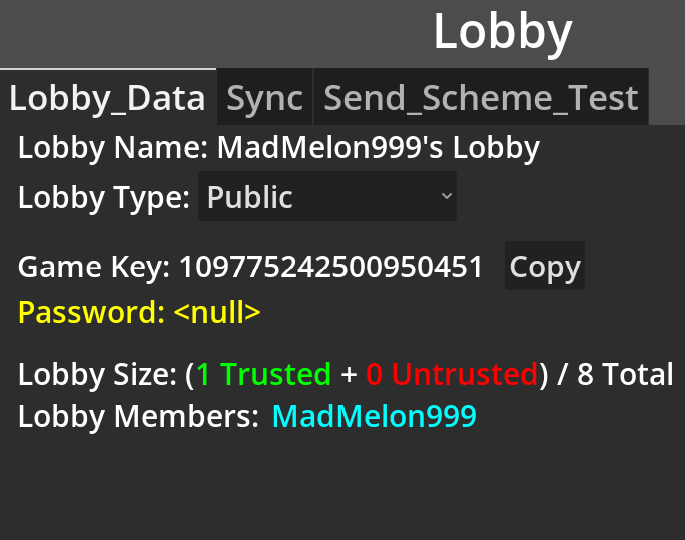 Lobby
Lobby_Data Sync Send_Scheme_Test
Lobby Name: MadMelon999's Lobby
Lobby Type: Public
Game Key: 109775242500950451 Copy
Password: <null>
Lobby Size: (1 Trusted + 0 Untrusted) / 8 Total
Lobby Members: MadMelon999